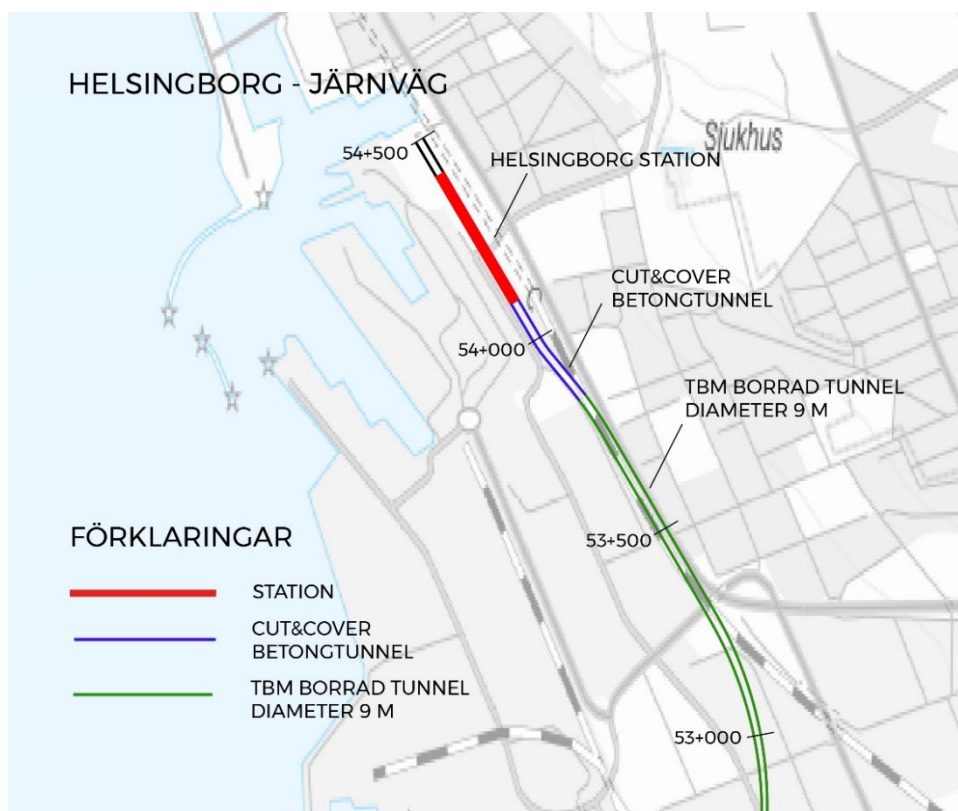 HELSINGBORG - JÄRNVÄG
Sjukhus
54+500
HELSINGBORG STATION
CUT&COVER
BETONGTUNNEL
54+000
TBM BORRAD TUNNEL
DIAMETER 9 M
53+500
FÖRKLARINGAR
STATION
CUT&COVER
BETONGTUNNEL
TBM BORRAD TUNNEL
DIAMETER 9 M
53+000